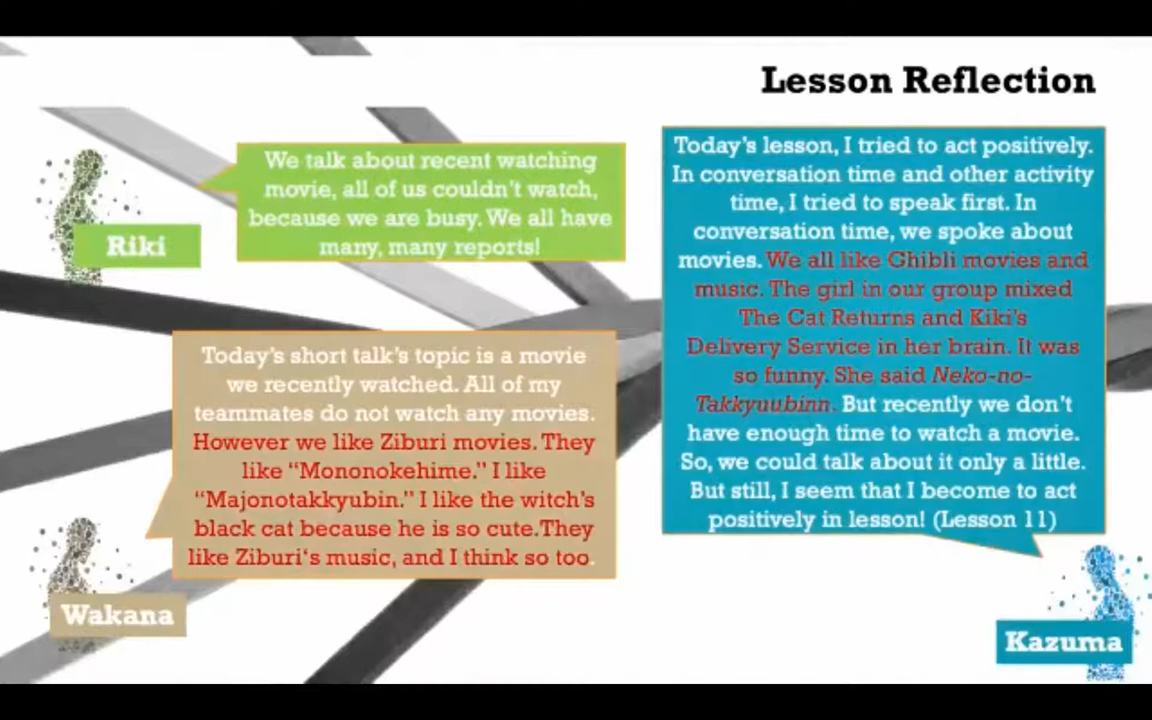 Lesson Reflection
We talk about recent watching
movie, all of us couldn't watch,
because we are busy. We all have
many, many reports!
Riki
Today's short talk's topic is a movie
we recently watched. All of my
teammates do not watch any movies.
However we like Ziburi movies. They
like "Mononokehime." I like
"Majonotakkyubin." I like the witch's
black cat because he is so cute.They
like Ziburi's music, and I think so too.
Wakana
Today's lesson, I tried to act positively.
In conversation time and other activity
time, I tried to speak first. In
conversation time, we spoke about
movies. We all like Ghibli movies and
music. The girl in our group mixed
The Cat Returns and Kiki's
Delivery Service in her brain. It was
so funny. She said Neko-no-
Takkyuubinn. But recently we don't
have enough time to watch a movie.
So, we could talk about it only a little.
But still, I seem that I become to act
positively in lesson! (Lesson 11)
Kazuma